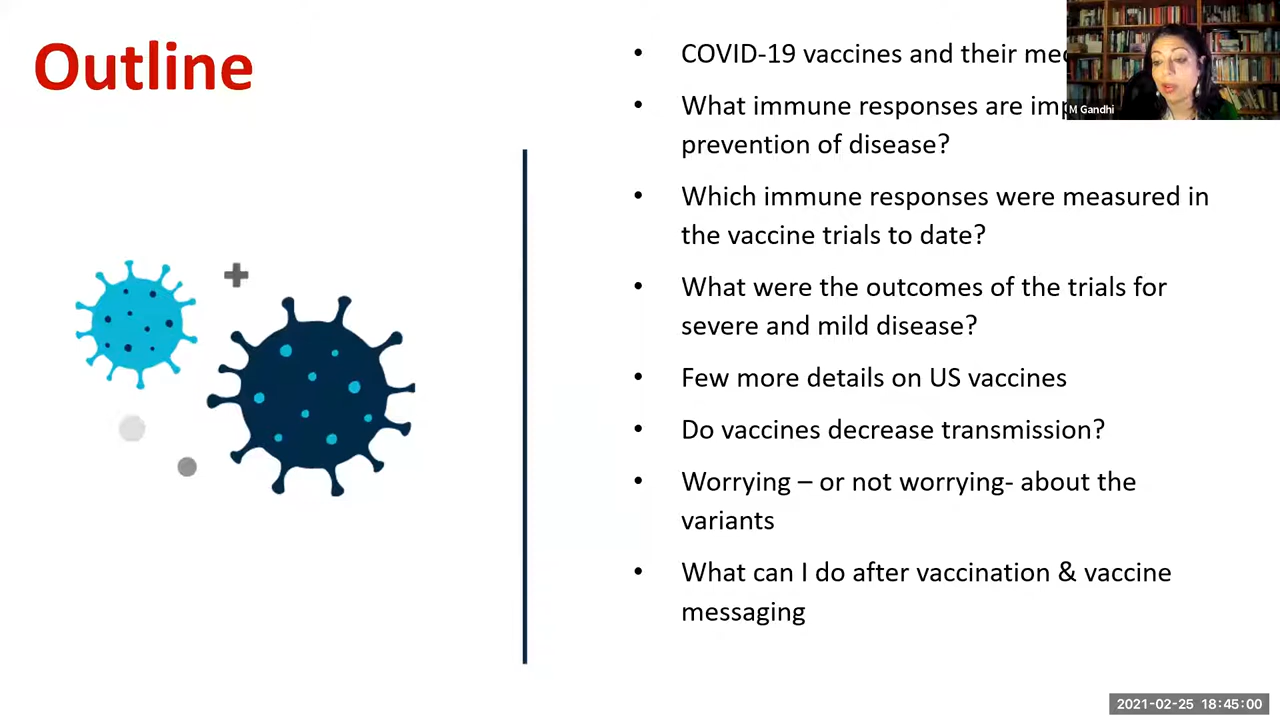 Outline
• COVID-19 vaccines and their
• What immune responses are
prevention of disease?
• Which immune responses were measured in
the vaccine trials to date?
• What were the outcomes of the trials for
severe and mild disease?
• Few more details on US vaccines
• Do vaccines decrease transmission?
• Worrying – or not worrying- about the
variants
• What can I do after vaccination & vaccine
messaging
M Gandhi
2021-02-25 18:45:00